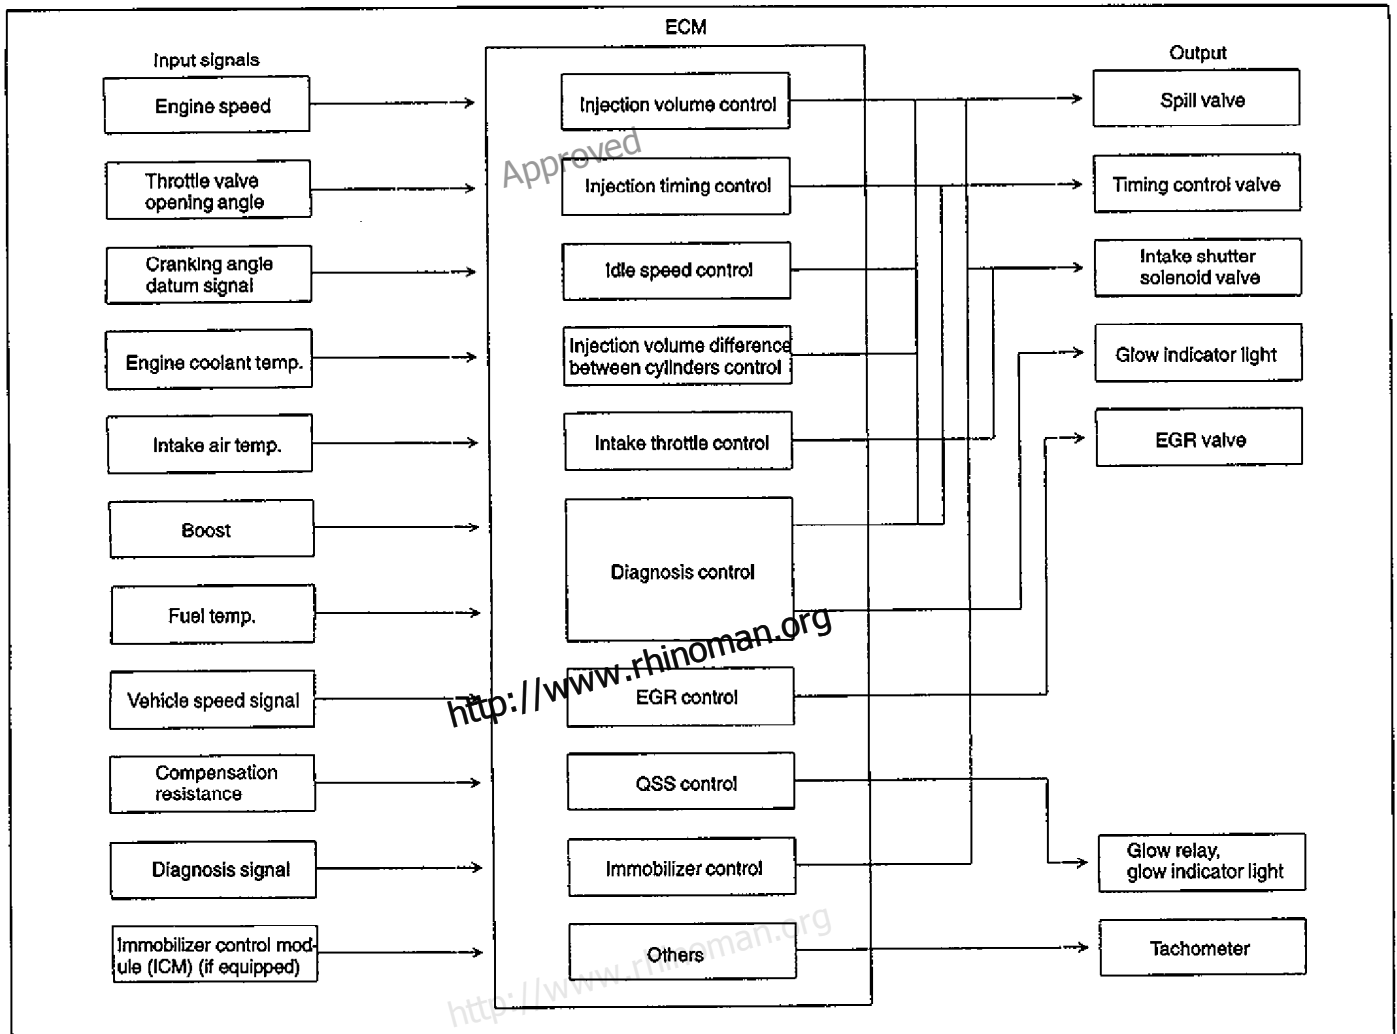 ECM
Input signals
Output
Engine speed
Throttle valve
opening angle
Cranking angle
datum signal
Engine coolant temp.
Intake air temp.
Boost
Fuel temp.
Vehicle speed signal
Compensation
resistance
Diagnosis signal
Immobilizer control mod-
ule (ICM) (if equipped)
Injection volume control
Approved
Injection timing control
Idle speed control
Injection volume difference
between cylinders control
Intake throttle control
Diagnosis control
http://www.rhinoman.org
EGR control
QSS control
Immobilizer control
Others
http://www.rhinoman.org
Spill valve
Timing control valve
Intake shutter
solenoid valve
Glow indicator light
EGR valve
Glow relay,
glow indicator light
Tachometer